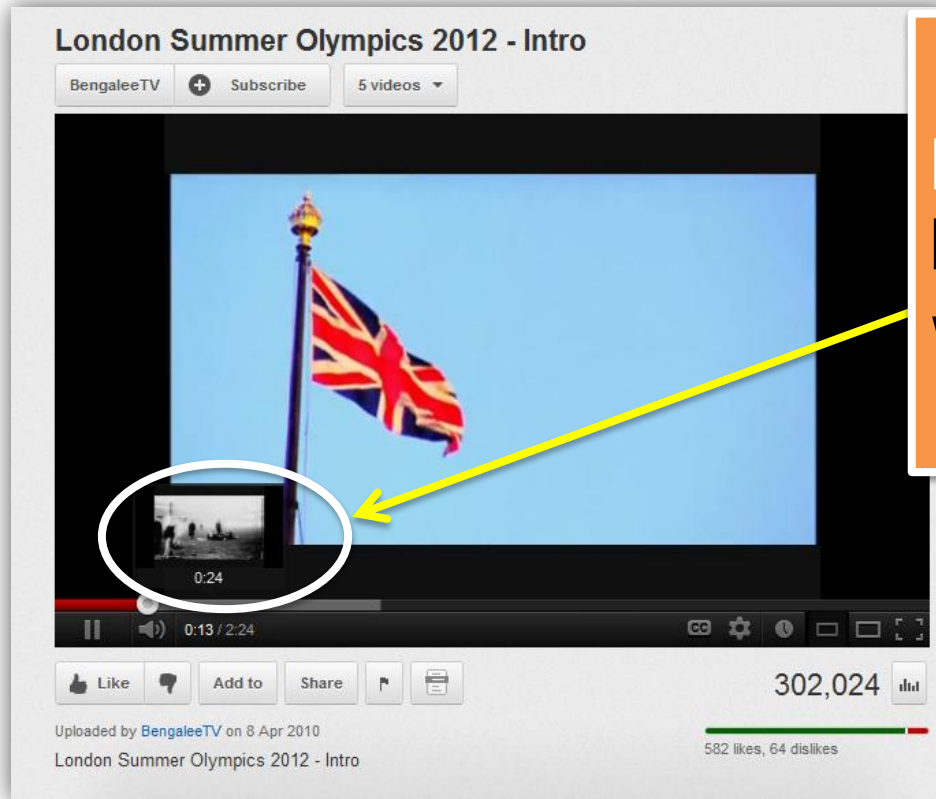 London Summer Olympics 2012 - Intro
BengaleeTV Subscribe 5 videos
0:24
0:13 / 2:24
CC
Like Add to Share
302,024
Uploaded by BengaleeTV on 8 Apr 2010
582 likes, 64 dislikes
London Summer Olympics 2012 - Intro